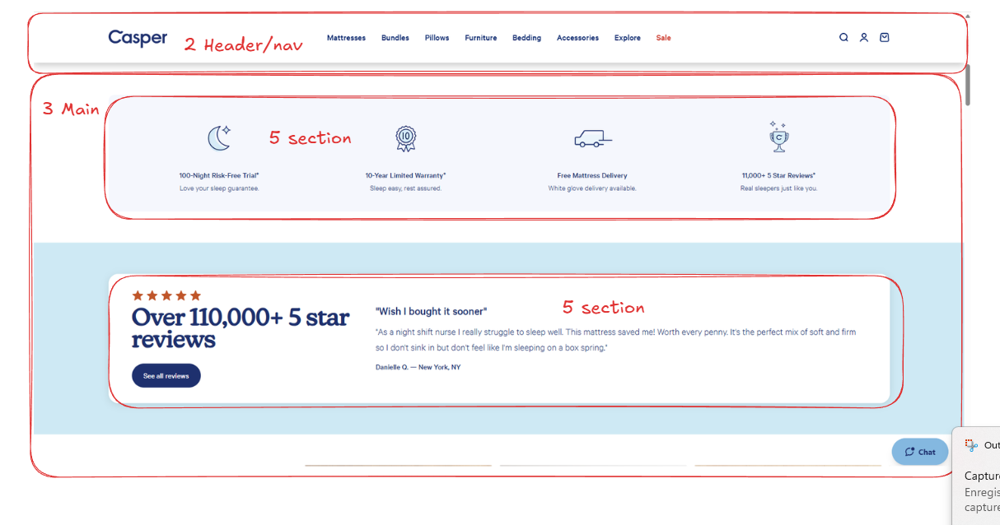 Casper
2 Header/nav
Mattresses Bundles Pillows Furniture Bedding Accessories Explore Sale
3 Main
5 section
10
C
100-Night Risk-Free Trial*
Love your sleep guarantee.
10-Year Limited Warranty*
Sleep easy, rest assured.
Free Mattress Delivery
White glove delivery available.
11,000+ 5 Star Reviews*
Real sleepers just like you.
Over 110,000+ 5 star
reviews
See all reviews
5 section
"Wish I bought it sooner"
"As a night shift nurse I really struggle to sleep well. This mattress saved me! Worth every penny. It's the perfect mix of soft and firm
so I don't sink in but don't feel like I'm sleeping on a box spring."
Danielle Q. — New York, NY
Chat
Out
Captur
Enregis
capture